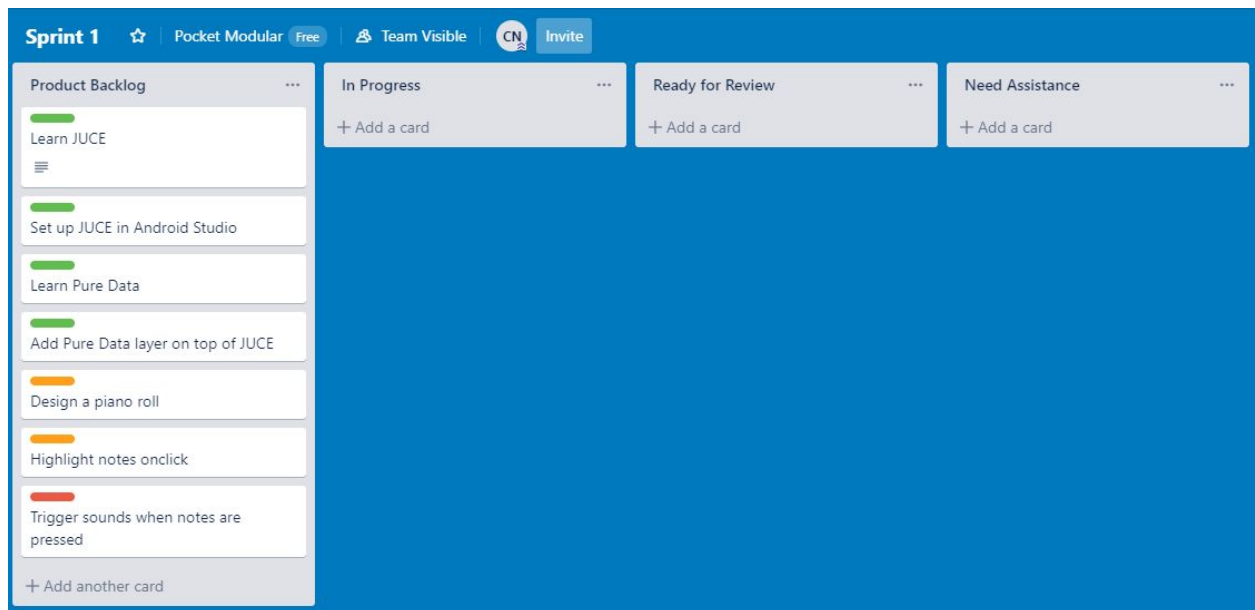 Sprint 1 Pocket Modular Free Team Visible CN Invite
Product Backlog
Learn JUCE
Set up JUCE in Android Studio
Learn Pure Data
Add Pure Data layer on top of JUCE
Design a piano roll
Highlight notes onclick
Trigger sounds when notes are
pressed
+ Add another card
In Progress
+ Add a card
Ready for Review
+ Add a card
Need Assistance
+ Add a card